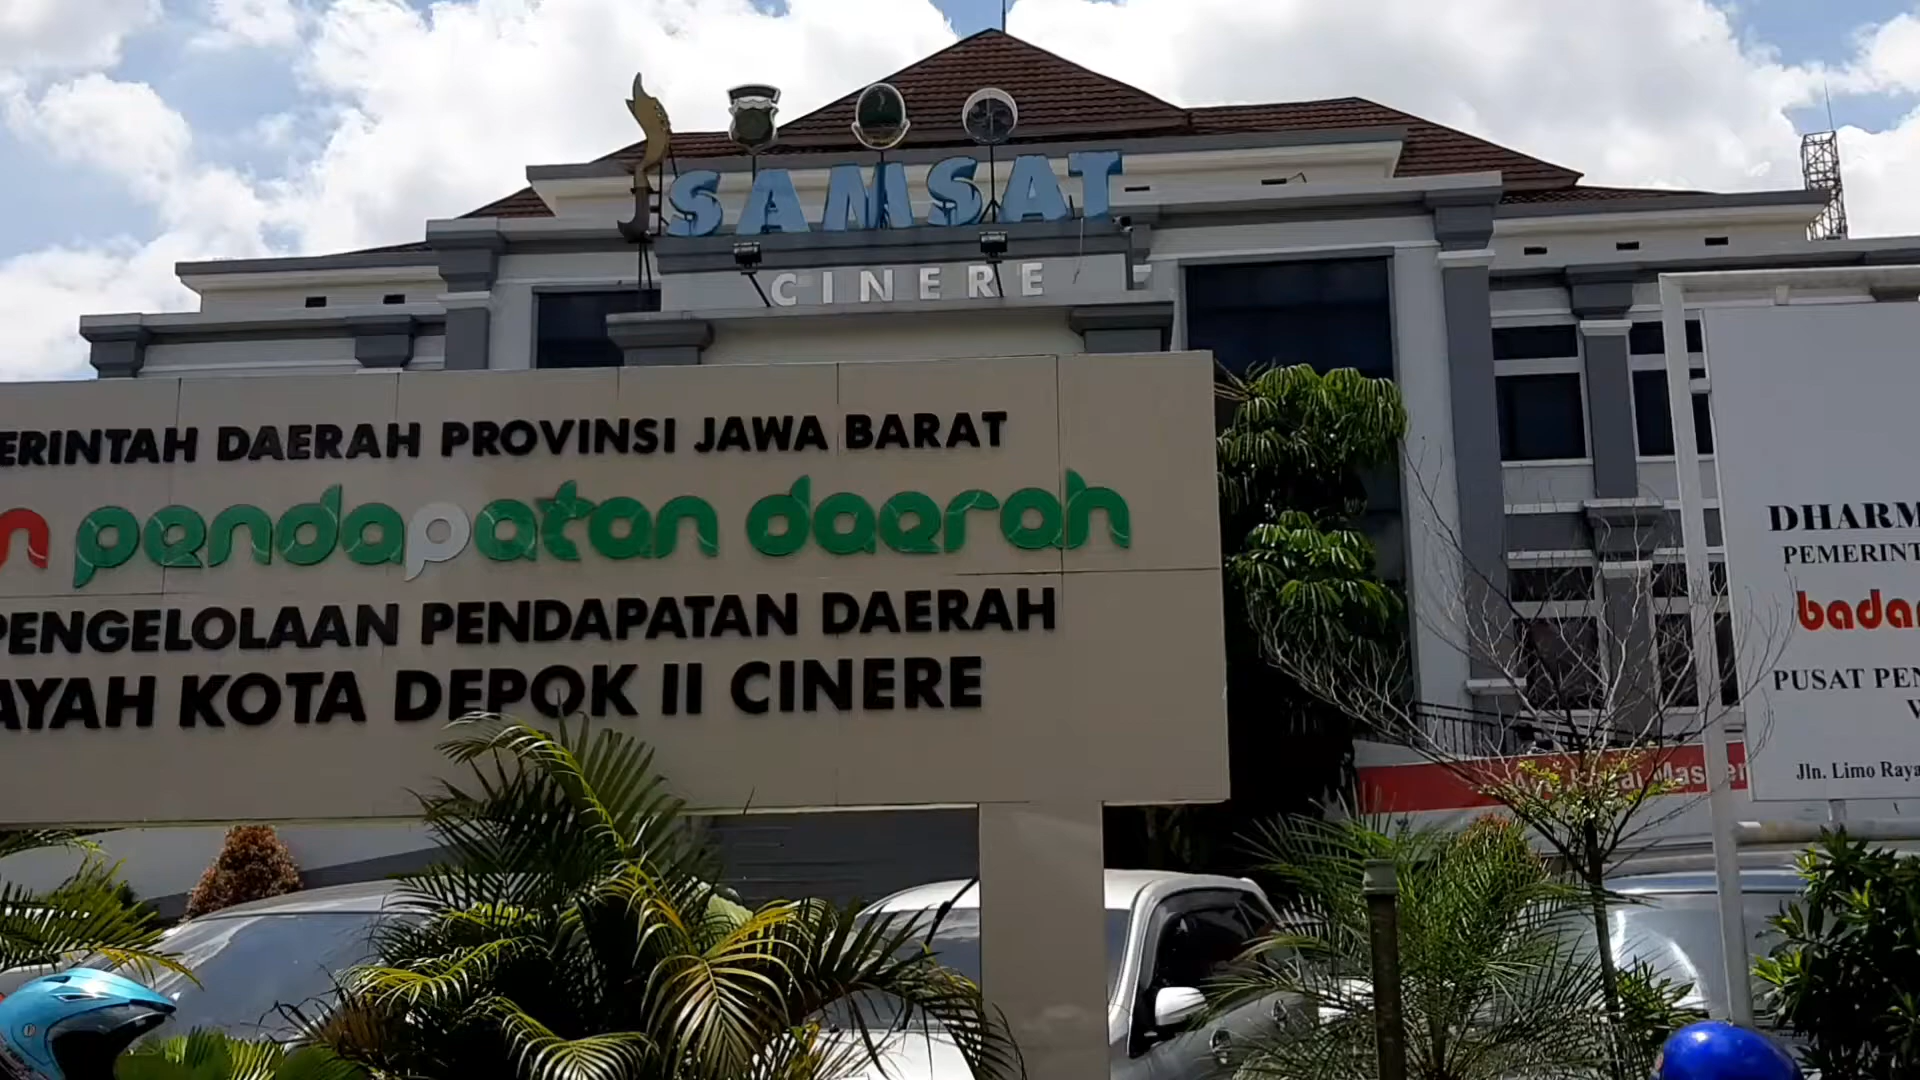 SAMSAT
CINERE
ERINTAH DAERAH PROVINSI JAWA BARAT
n pendapatan daerah
PENGELOLAAN PENDAPATAN DAERAH
AYAH KOTA DEPOK II CINERE
DHARM
PEMERINT
badan
PUSAT PEN
W
Jln. Limo Raya